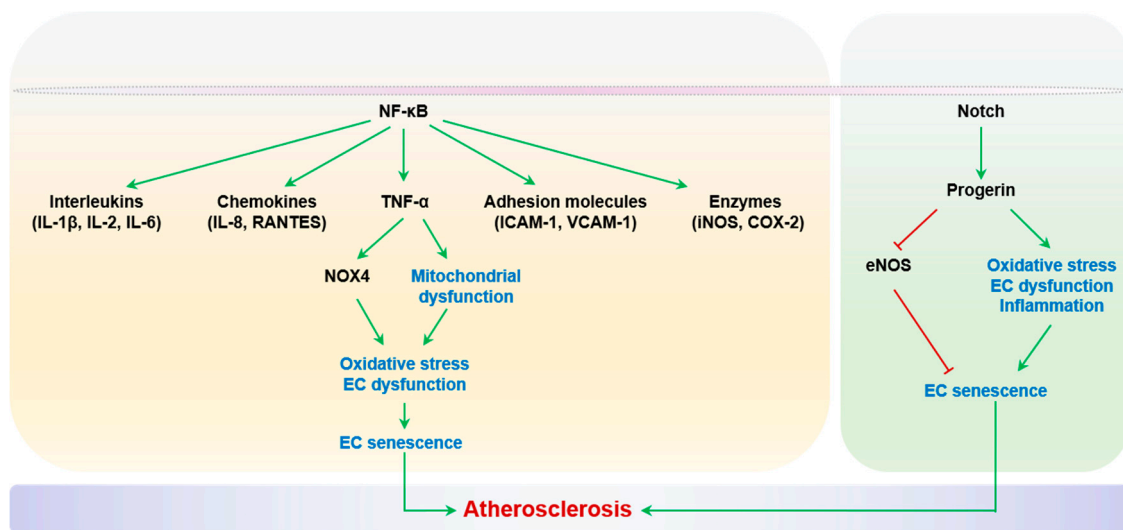 NF-κB
Notch
Interleukins
(IL-1β, IL-2, IL-6)
Chemokines
(IL-8, RANTES)
TNF-α
Adhesion molecules
(ICAM-1, VCAM-1)
Enzymes
(iNOS, COX-2)
Progerin
NOX4
Mitochondrial
dysfunction
eNOS
Oxidative stress
EC dysfunction
Inflammation
Oxidative stress
EC dysfunction
EC senescence
EC senescence
Atherosclerosis